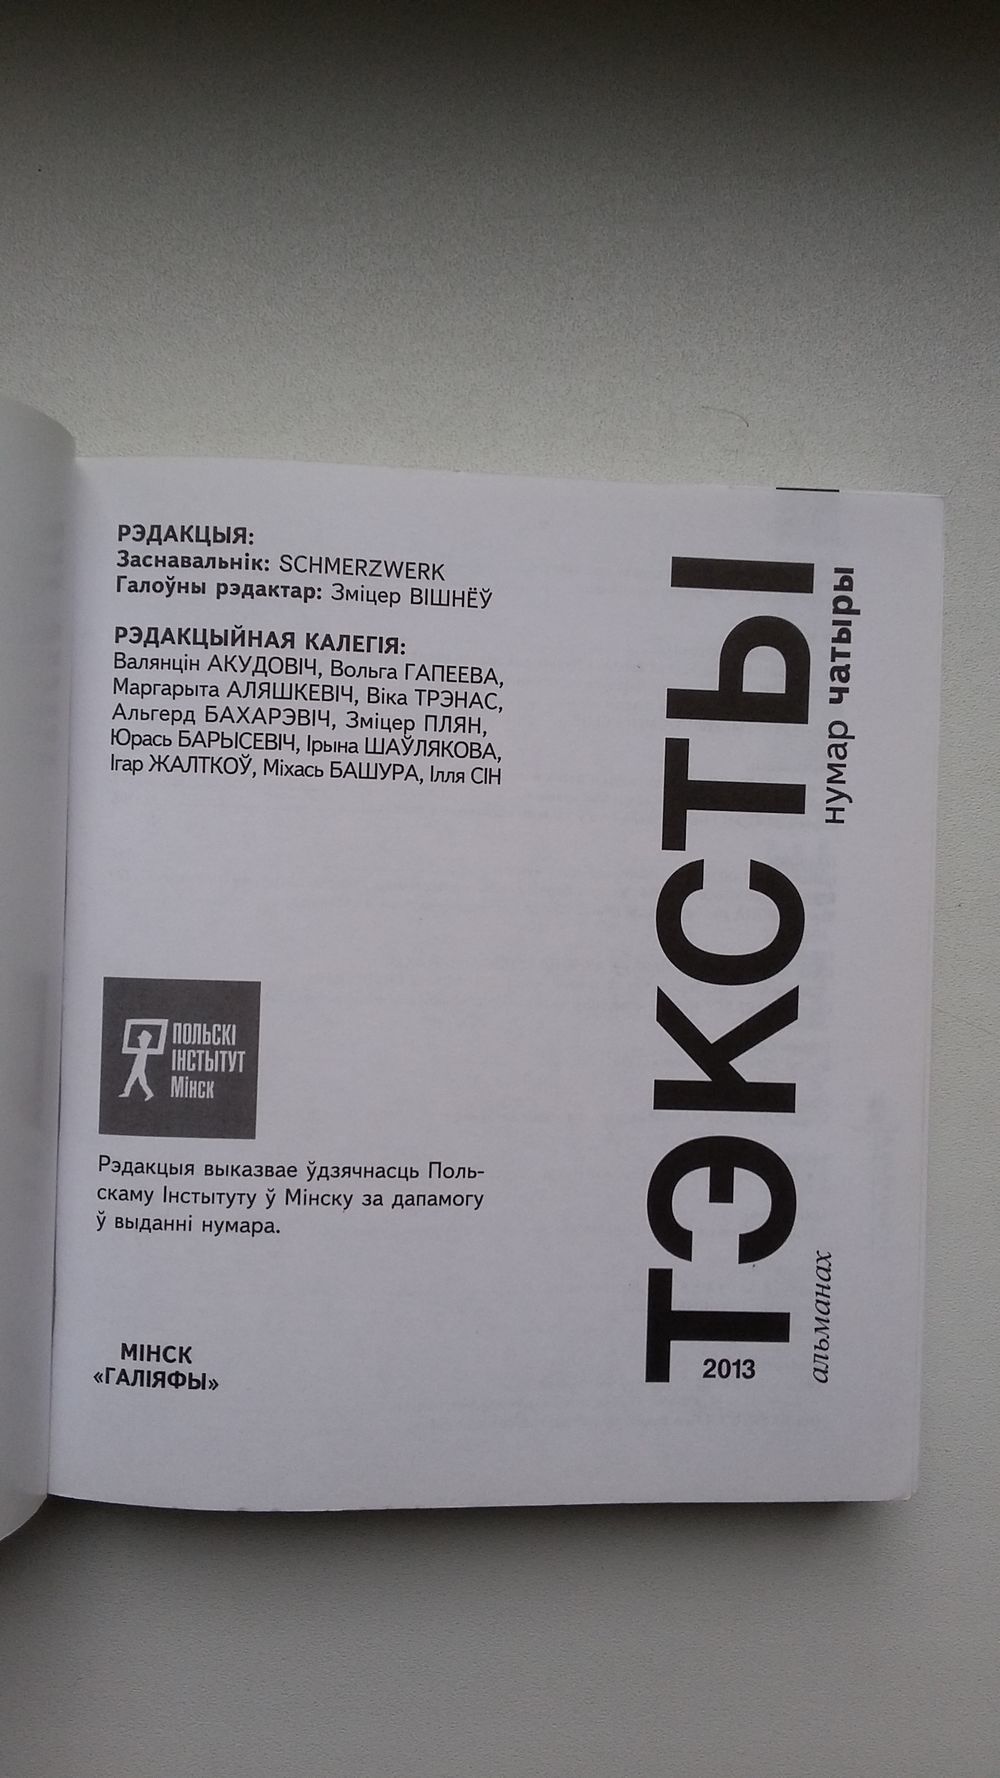 РЭДАКЦЫЯ:
Заснавальнік: SCHMERZWERK
Галоўны рэдактар: Зміцер ВІШНЁЎ
РЭДАКЦЫЙНАЯ КАЛЕГІЯ:
Валянцін АКУДОВІЧ, Вольга ГАПЕЕВА,
Маргарыта АЛЯШКЕВІЧ, Віка ТРЭНАС,
Альгерд БАХАРЭВІЧ, Зміцер ПЛЯН,
Юрась БАРЫСЕВІЧ, Ірына ШАЎЛЯКОВА,
Ігар ЖАЛТКОЎ, Міхась БАШУРА, Ілля СІН
ПОЛЬСКІ
ІНСТЫТУТ
Мінск
Рэдакцыя выказвае ўдзячнасць Поль-
скаму Інстытуту ў Мінску за дапамогу
ў выданні нумара.
МІНСК
«ГАЛІЯФЫ»
ТЭКСТЫ
2013
альманах
нумар чатыры